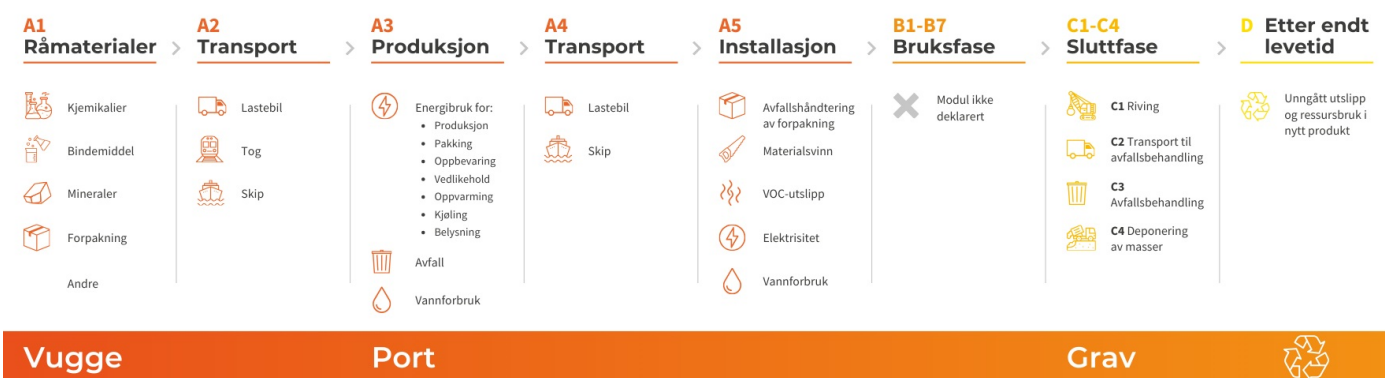 A1
Råmaterialer
Kjemikalier
Bindemiddel
Mineraler
Forpakning
Andre
A2
Transport
Lastebil
Tog
Skip
A3
Produksjon
Energibruk for:
• Produksjon
• Pakking
• Oppbevaring
• Vedlikehold
• Oppvarming
• Kjøling
• Belysning
Avfall
Vannforbruk
A4
Transport
Lastebil
Skip
A5
Installasjon
Avfallshåndtering
av forpakning
Materialsvinn
VOC-utslipp
Elektrisitet
Vannforbruk
B1-B7
Bruksfase
Modul ikke
deklarert
C1-C4
Sluttfase
C1 Riving
C2 Transport til
avfallsbehandling
C3
Avfallsbehandling
C4 Deponering
av masser
D Etter endt
levetid
Unngått utslipp
og ressursbruk i
nytt produkt
Vugge
Port
Grav